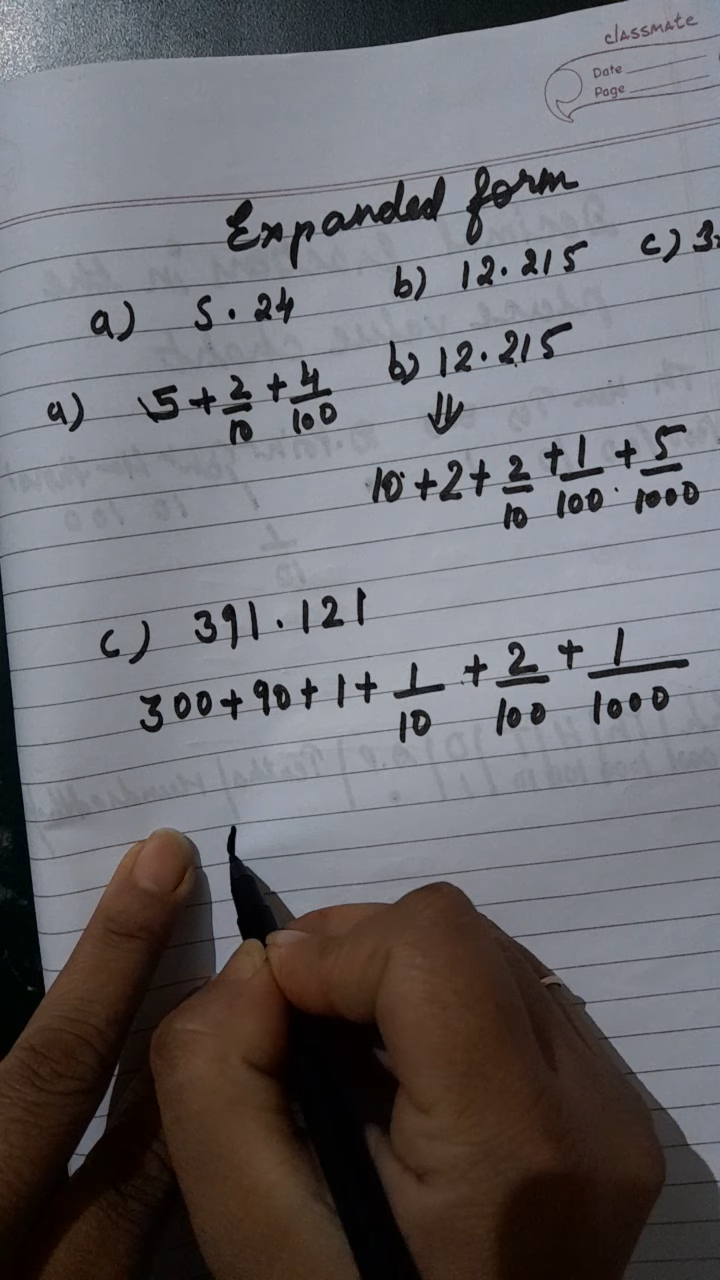 classmate
Date
Page
Expanded form
a) 5.24 b) 12.215 c) 3
a) 5 + 2/10 + 4/100 b) 12.215
⇓
10 + 2 + 2/10 + 1/100 + 5/1000
c) 391.121
300 + 90 + 1 + 1/10 + 2/100 + 1/1000